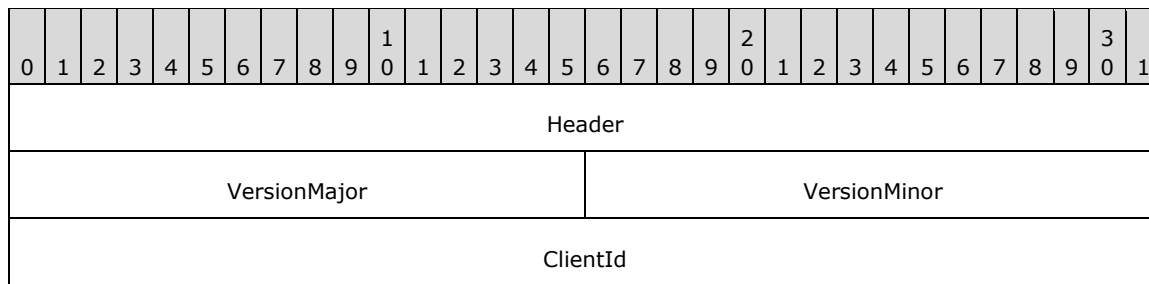 1 2 3
0 1 2 3 4 5 6 7 8 9 0 1 2 3 4 5 6 7 8 9 0 1 2 3 4 5 6 7 8 9 0 1
Header
VersionMajor VersionMinor
ClientId